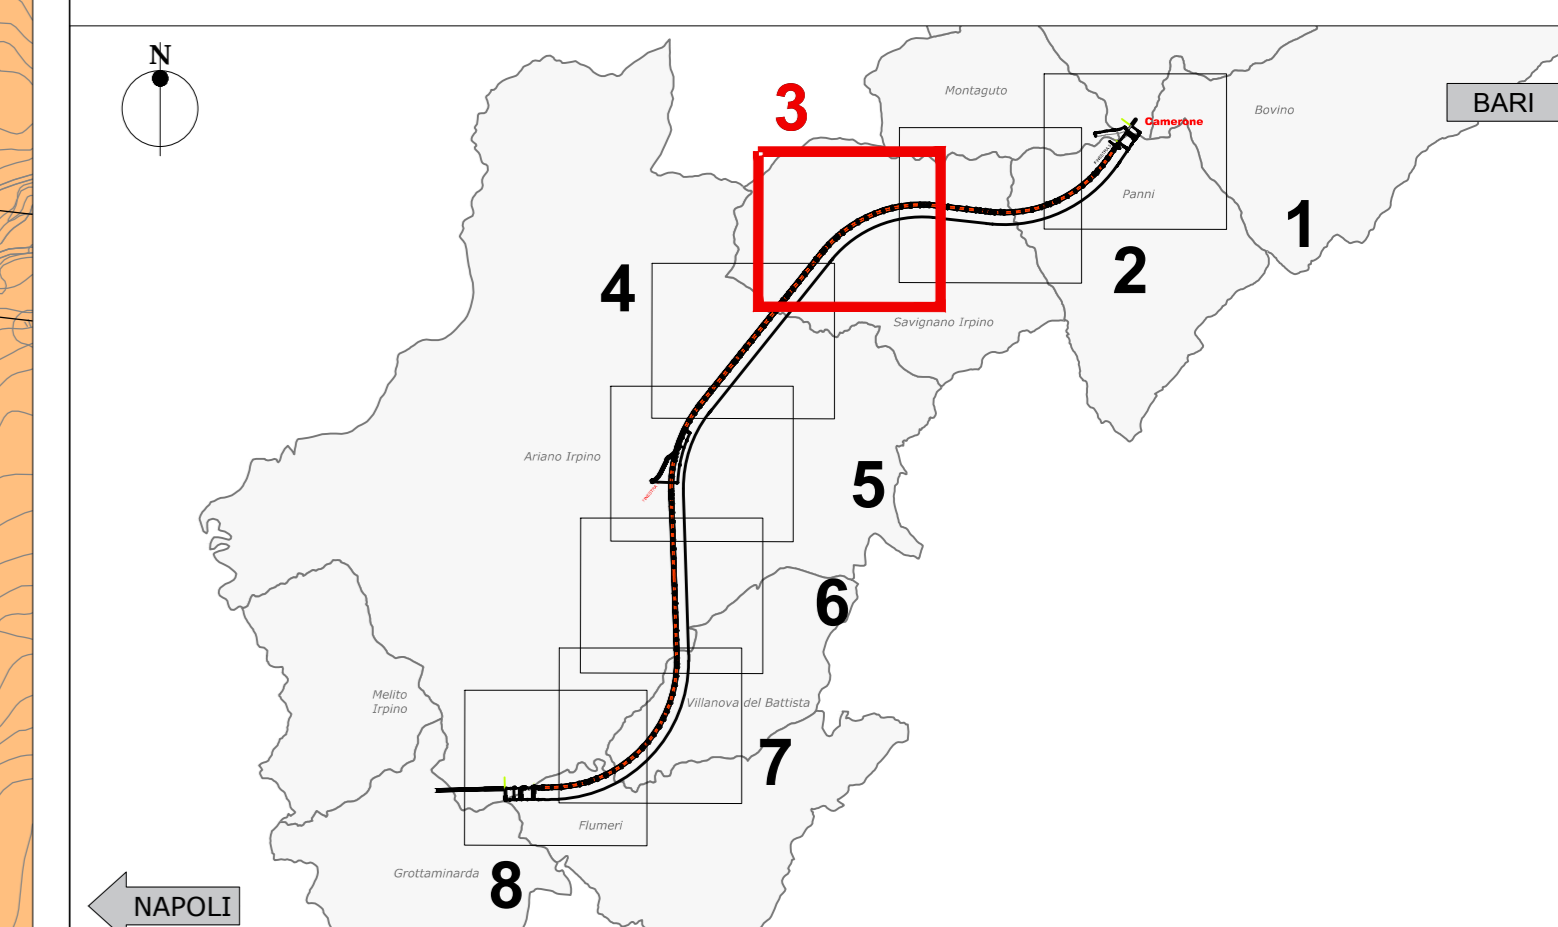 N
3
Montaguto
Bovino
BARI
Camerone
Panni
1
2
4
Savignano Irpino
Ariano Irpino
5
6
Melito
Irpino
Villanova del Battista
7
Flumeri
Grottaminarda
8
NAPOLI